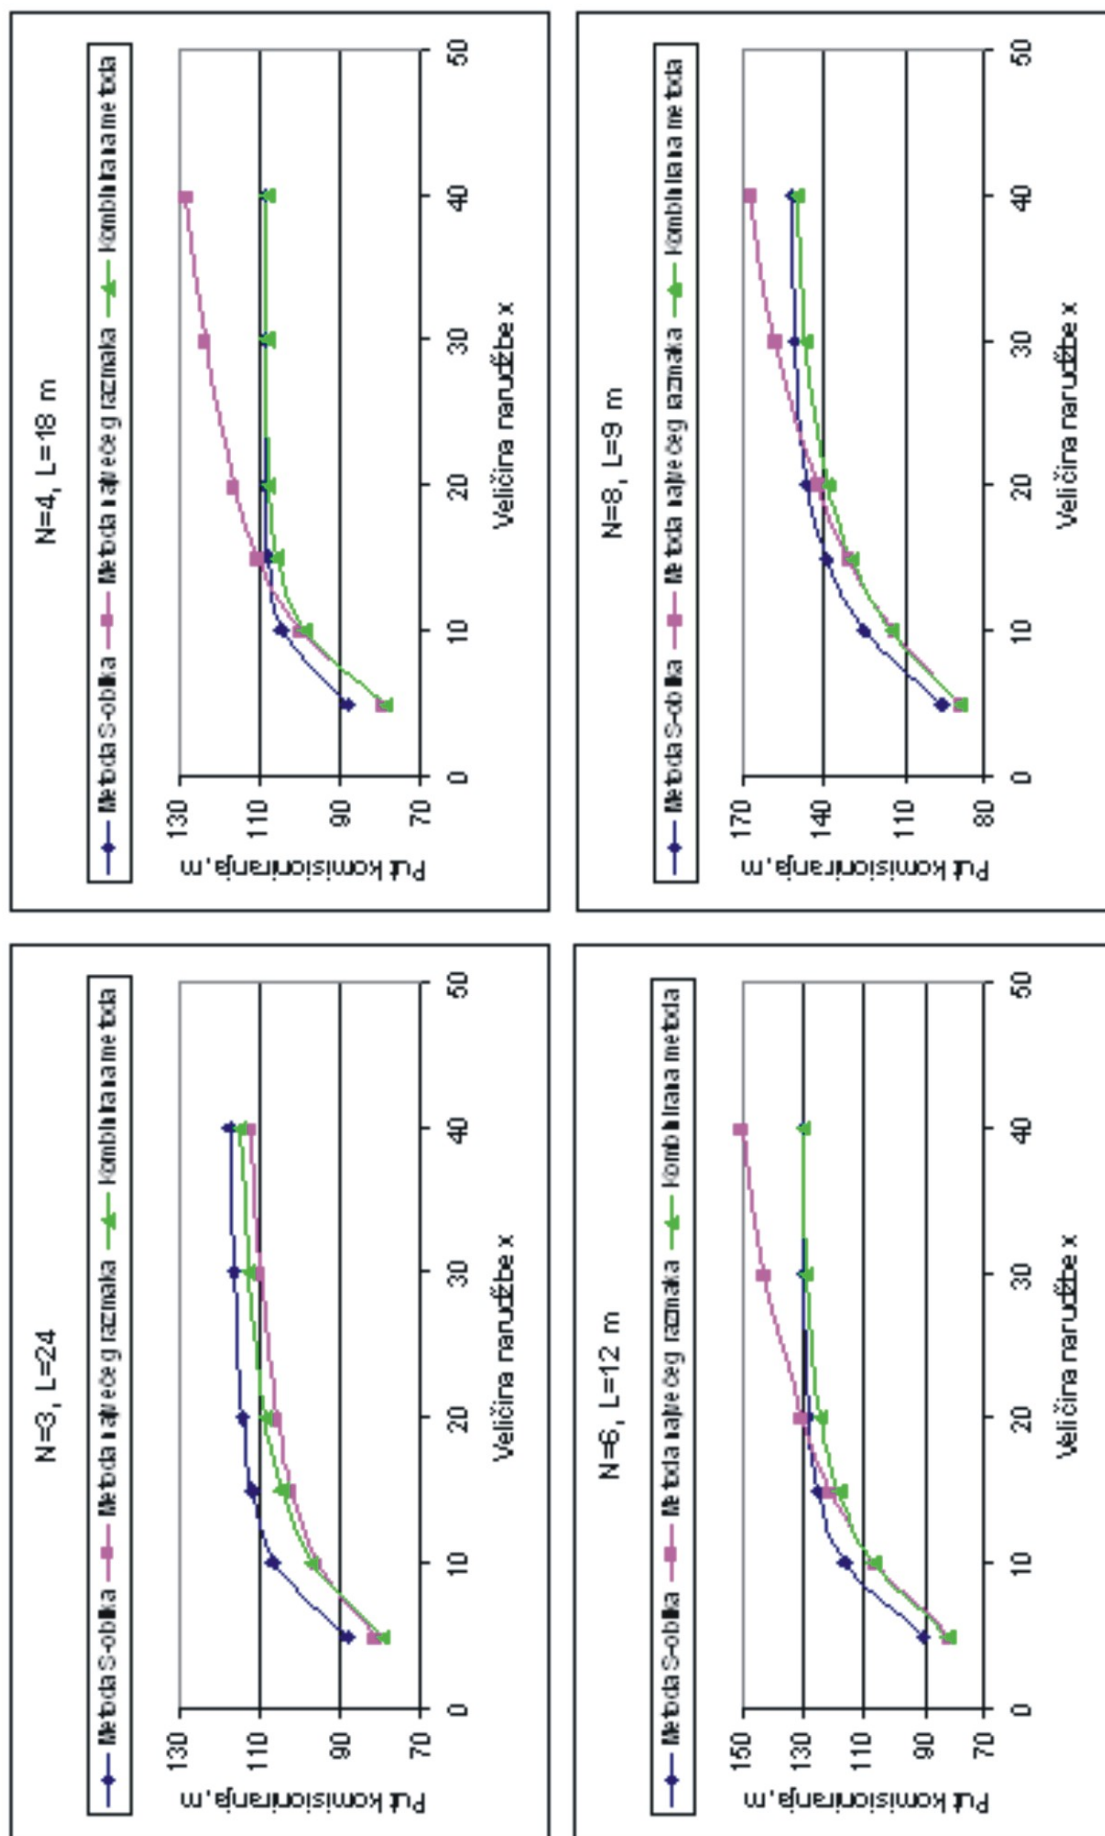 N=3, L=24
Metoda S-oblika Metoda najvećeg razmaka Kombinirana metoda
Put komisioniranja, m
130
110
90
70
0 10 20 30 40 50
Veličina narudžbe x
N=4, L=18 m
Metoda S-oblika Metoda najvećeg razmaka Kombinirana metoda
Put komisioniranja, m
130
110
90
70
0 10 20 30 40 50
Veličina narudžbe x
N=6, L=12 m
Metoda S-oblika Metoda najvećeg razmaka Kombinirana metoda
Put komisioniranja, m
150
130
110
90
70
0 10 20 30 40 50
Veličina narudžbe x
N=8, L=9 m
Metoda S-oblika Metoda najvećeg razmaka Kombinirana metoda
Put komisioniranja, m
170
140
110
80
0 10 20 30 40 50
Veličina narudžbe x